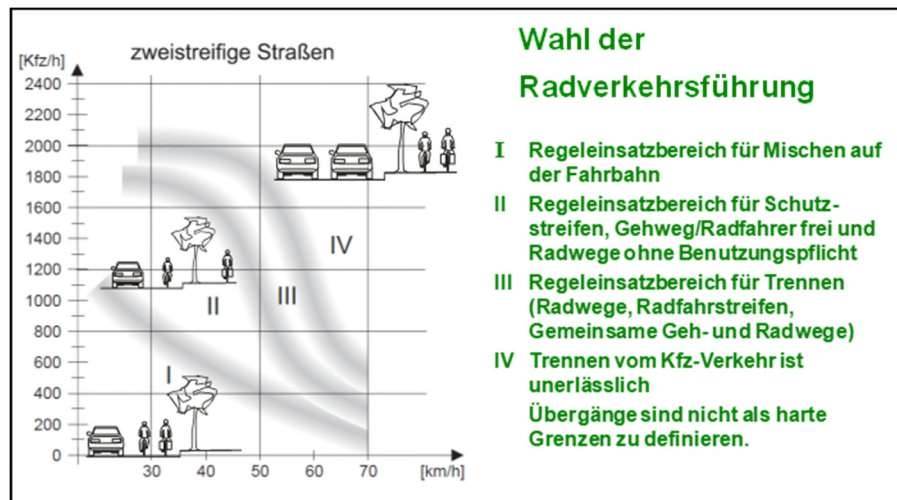 zweistreifige Straßen
[Kfz/h]
2400
2200
2000
1800
1600
1400
1200
1000
800
600
400
200
0
I
II
III
IV
30
40
50
60
70
[km/h]
Wahl der
Radverkehrsführung
I Regeleinsatzbereich für Mischen auf
der Fahrbahn
II Regeleinsatzbereich für Schutz-
streifen, Gehweg/Radfahrer frei und
Radwege ohne Benutzungspflicht
III Regeleinsatzbereich für Trennen
(Radwege, Radfahrstreifen,
Gemeinsame Geh- und Radwege)
IV Trennen vom Kfz-Verkehr ist
unerlässlich
Übergänge sind nicht als harte
Grenzen zu definieren.